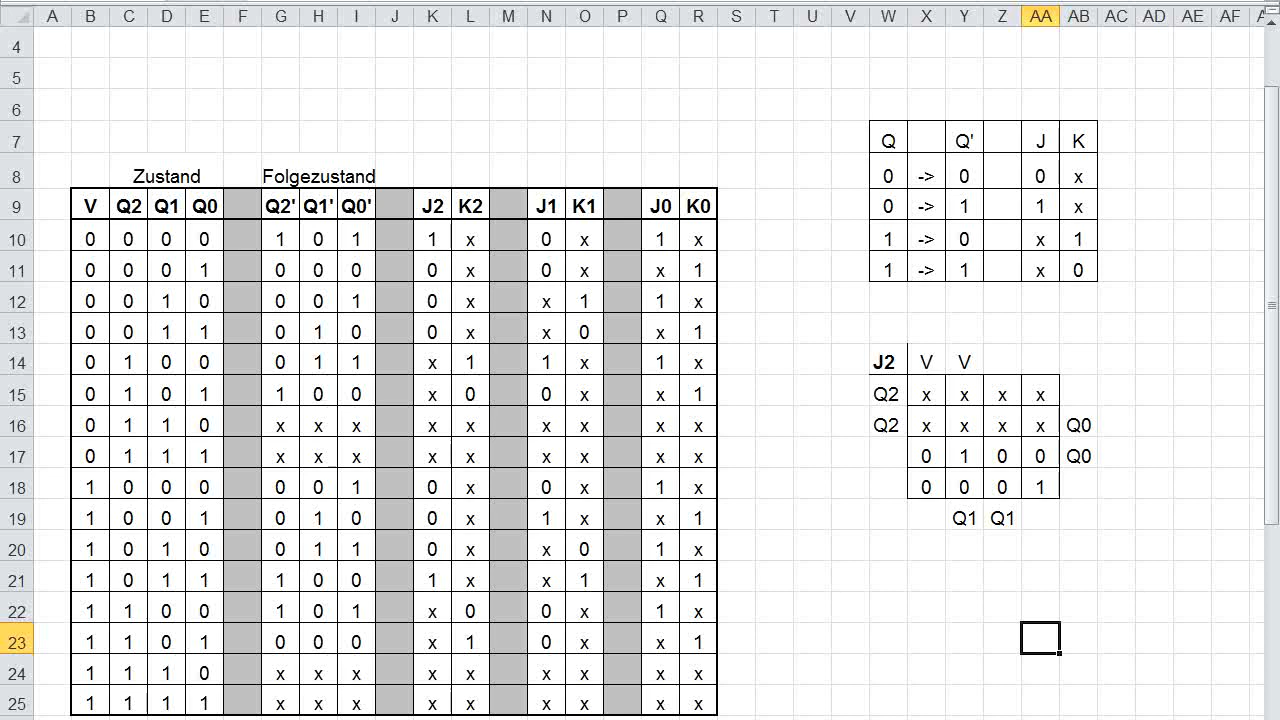 A B C D E F G H I J K L M N O P Q R S T U V W X Y Z AA AB AC AD AE AF
4
5
6
7 Q Q' J K
8 Zustand Folgezustand 0 -> 0 0 x
9 V Q2 Q1 Q0 Q2' Q1' Q0' J2 K2 J1 K1 J0 K0 0 -> 1 1 x
10 0 0 0 0 1 0 1 1 x 0 x 1 x 1 -> 0 x 1
11 0 0 0 1 0 0 0 0 x 0 x x 1 1 -> 1 x 0
12 0 0 1 0 0 0 1 0 x x 1 1 x
13 0 0 1 1 0 1 0 0 x x 0 x 1
14 0 1 0 0 0 1 1 x 1 1 x 1 x J2 V V
15 0 1 0 1 1 0 0 x 0 0 x x 1 Q2 x x x x
16 0 1 1 0 x x x x x x x x x Q2 x x x x Q0
17 0 1 1 1 x x x x x x x x x 0 1 0 0 Q0
18 1 0 0 0 0 0 1 0 x 0 x 1 x 0 0 0 1
19 1 0 0 1 0 1 0 0 x 1 x x 1 Q1 Q1
20 1 0 1 0 0 1 1 0 x x 0 1 x
21 1 0 1 1 1 0 0 1 x x 1 x 1
22 1 1 0 0 1 0 1 x 0 0 x 1 x
23 1 1 0 1 0 0 0 x 1 0 x x 1
24 1 1 1 0 x x x x x x x x x
25 1 1 1 1 x x x x x x x x x